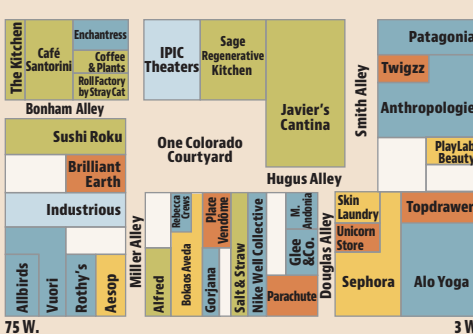 The Kitchen
Café
Santorini
Enchantress
Coffee
& Plants
Roll Factory
by Stray Cat
IPIC
Theaters
Sage
Regenerative
Kitchen
Javier's
Cantina
Smith Alley
Patagonia
Twigzz
Anthropologie
PlayLab
Beauty
Bonham Alley
Sushi Roku
Brilliant
Earth
Industrious
One Colorado
Courtyard
Hugus Alley
Allbirds
Vuori
Rothy's
Aesop
Miller Alley
Alfred
Rebecca
Crews
Bokaos Aveda
Place
Vendome
Gorjana
Salt & Straw
Nike Well Collective
M.
Andonia
Glee
&Co.
Parachute
Douglas Alley
Skin
Laundry
Unicorn
Store
Sephora
Topdrawer
Alo Yoga
75 W.
3 W